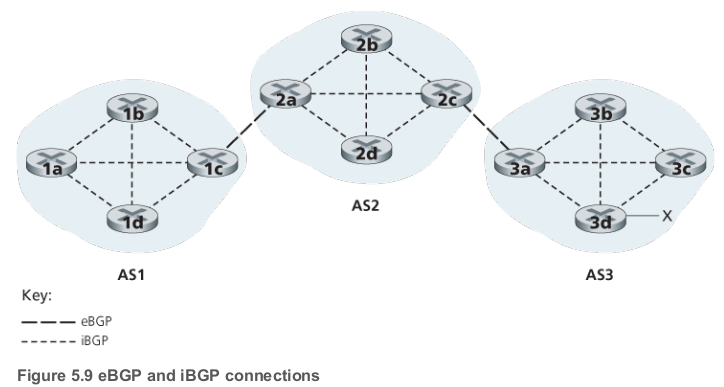 2b
2a
2c
2d
1b
1a
1c
1d
3b
3a
3c
3d
X
AS2
AS1
AS3
Key:
eBGP
iBGP
Figure 5.9 eBGP and iBGP connections